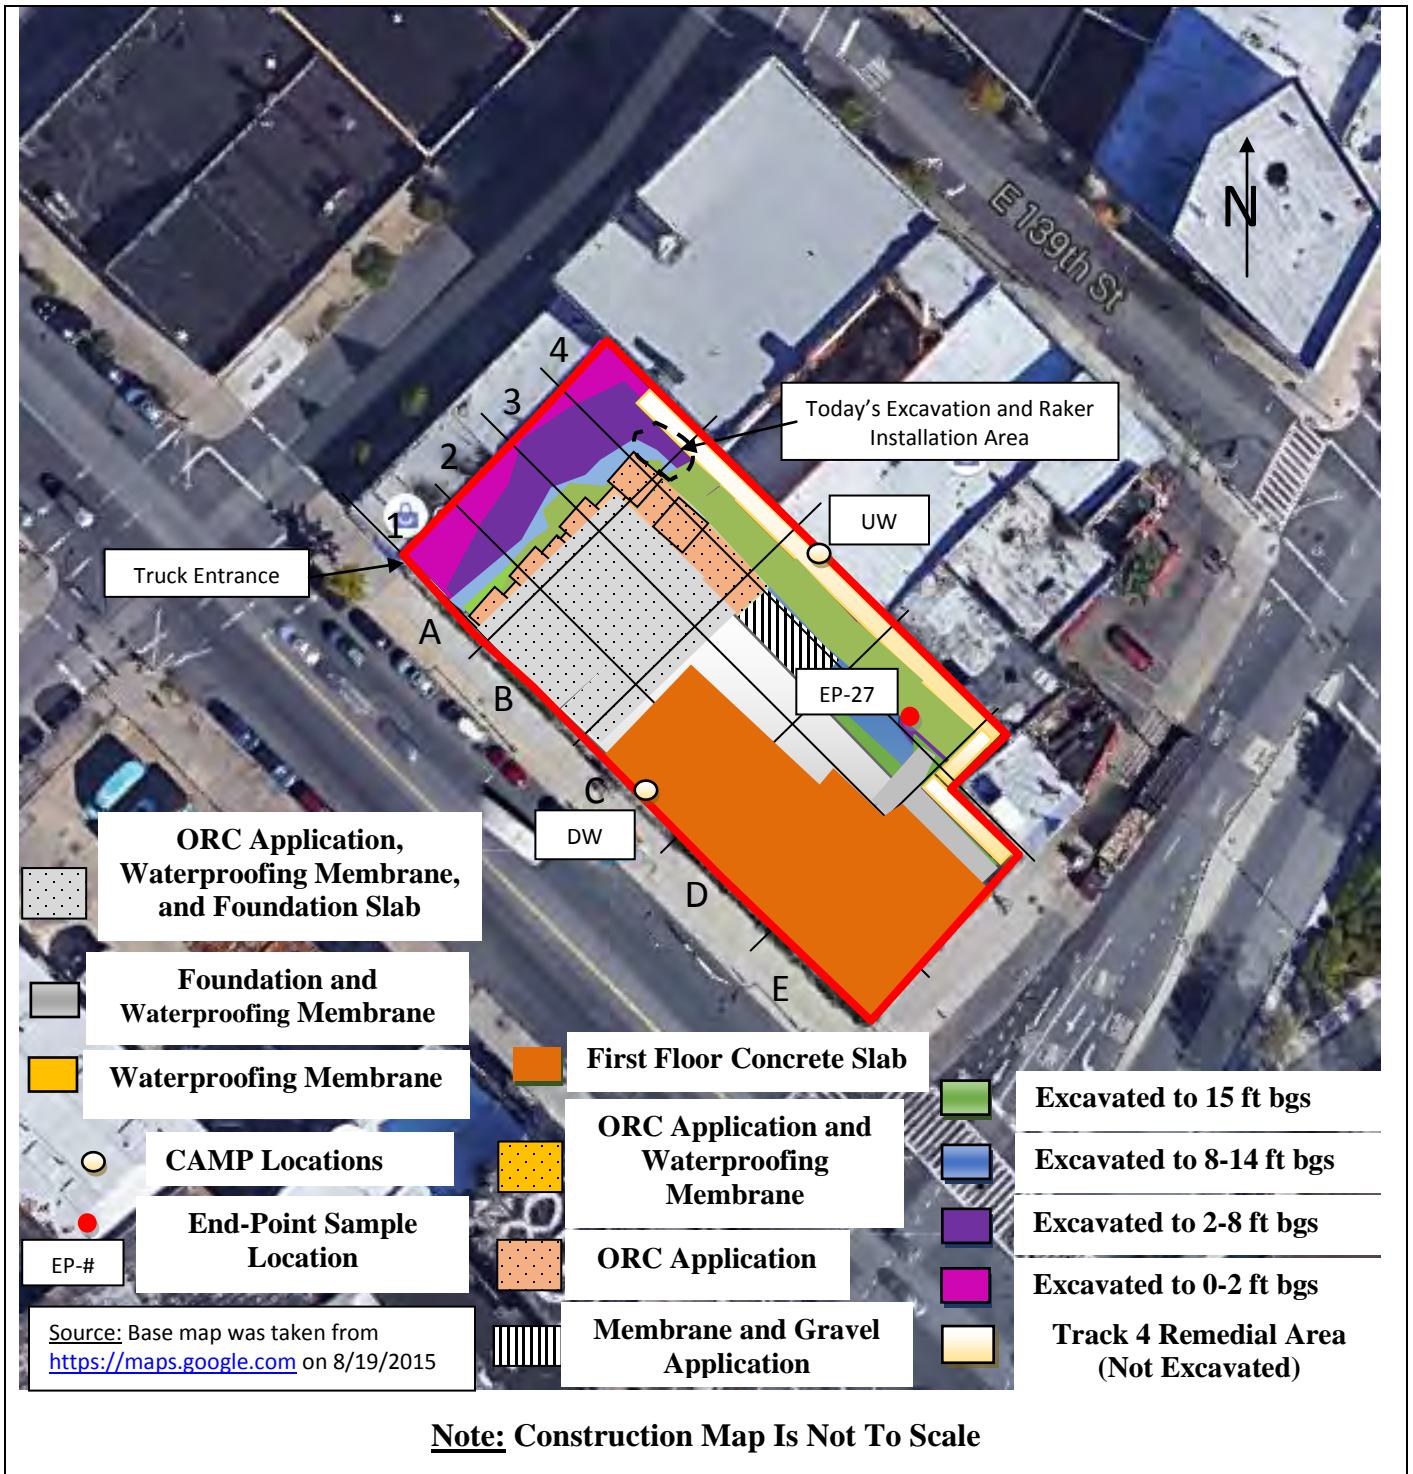 E 139th St
N
4
3
2
1
Today's Excavation and Raker
Installation Area
UW
Truck Entrance
A
B
EP-27
C
DW
D
E
ORC Application,
Waterproofing Membrane,
and Foundation Slab
Foundation and
Waterproofing Membrane
Waterproofing Membrane
CAMP Locations
End-Point Sample
Location
EP-#
First Floor Concrete Slab
ORC Application and
Waterproofing
Membrane
ORC Application
Membrane and Gravel
Application
Excavated to 15 ft bgs
Excavated to 8-14 ft bgs
Excavated to 2-8 ft bgs
Excavated to 0-2 ft bgs
Track 4 Remedial Area
(Not Excavated)
Source: Base map was taken from
https://maps.google.com on 8/19/2015
Note: Construction Map Is Not To Scale